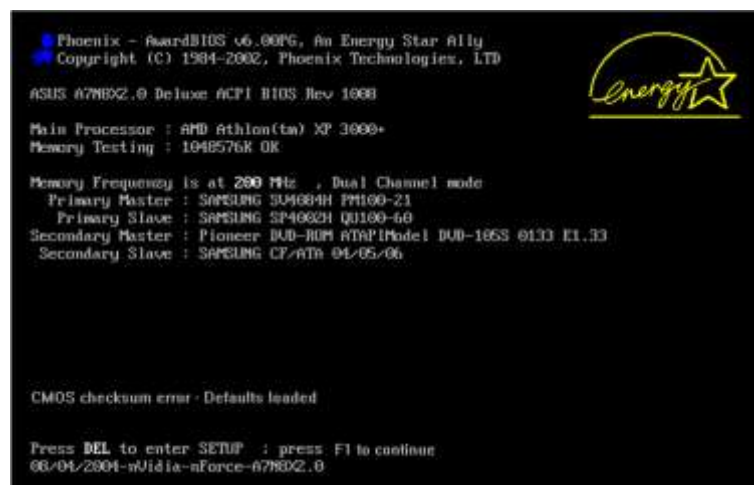 Phoenix - AwardBIOS v6.00PG, An Energy Star Ally
Copyright (C) 1984-2002, Phoenix Technologies, LTD
energy
ASUS A7N8X2.0 Deluxe ACPI BIOS Rev 1008
Main Processor : AMD Athlon(tm) XP 3000+
Memory Testing : 1048576K OK
Memory Frequency is at 200 MHz , Dual Channel mode
Primary Master : SAMSUNG SV4084H PM100-21
Primary Slave : SAMSUNG SP4002H QU100-60
Secondary Master : Pioneer DVD-ROM ATAPIModel DVD-105S 0133 E1.33
Secondary Slave : SAMSUNG CF/ATA 04/05/06
CMOS checksum error - Defaults loaded
Press DEL to enter SETUP : press F1 to continue
08/04/2004-nVidia-nForce-A7N8X2.0